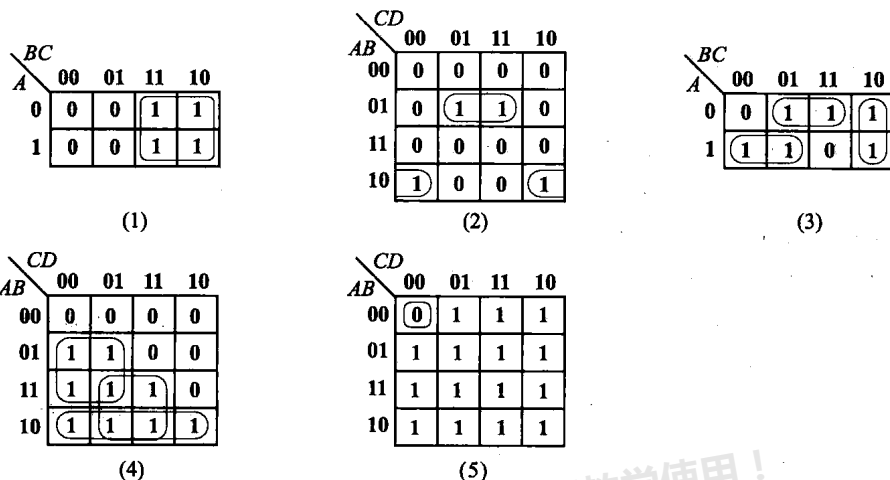 CD
BC
00 01 11 10
AB
BC
A
00 01 11 10
00 0 0 0 0
A
00 01 11 10
0 0 0 1 1
01 0 1 1 0
0 0 1 1 1
1 0 0 1 1
11 0 0 0 0
1 1 1 0 1
10 1 0 0 1
(1)
(2)
(3)
CD
CD
AB
00 01 11 10
AB
00 01 11 10
00 0 0 0 0
00 0 1 1 1
01 1 1 0 0
01 1 1 1 1
11 1 1 1 0
11 1 1 1 1
10 1 1 1 1
10 1 1 1 1
(4)
(5)
教学使用！